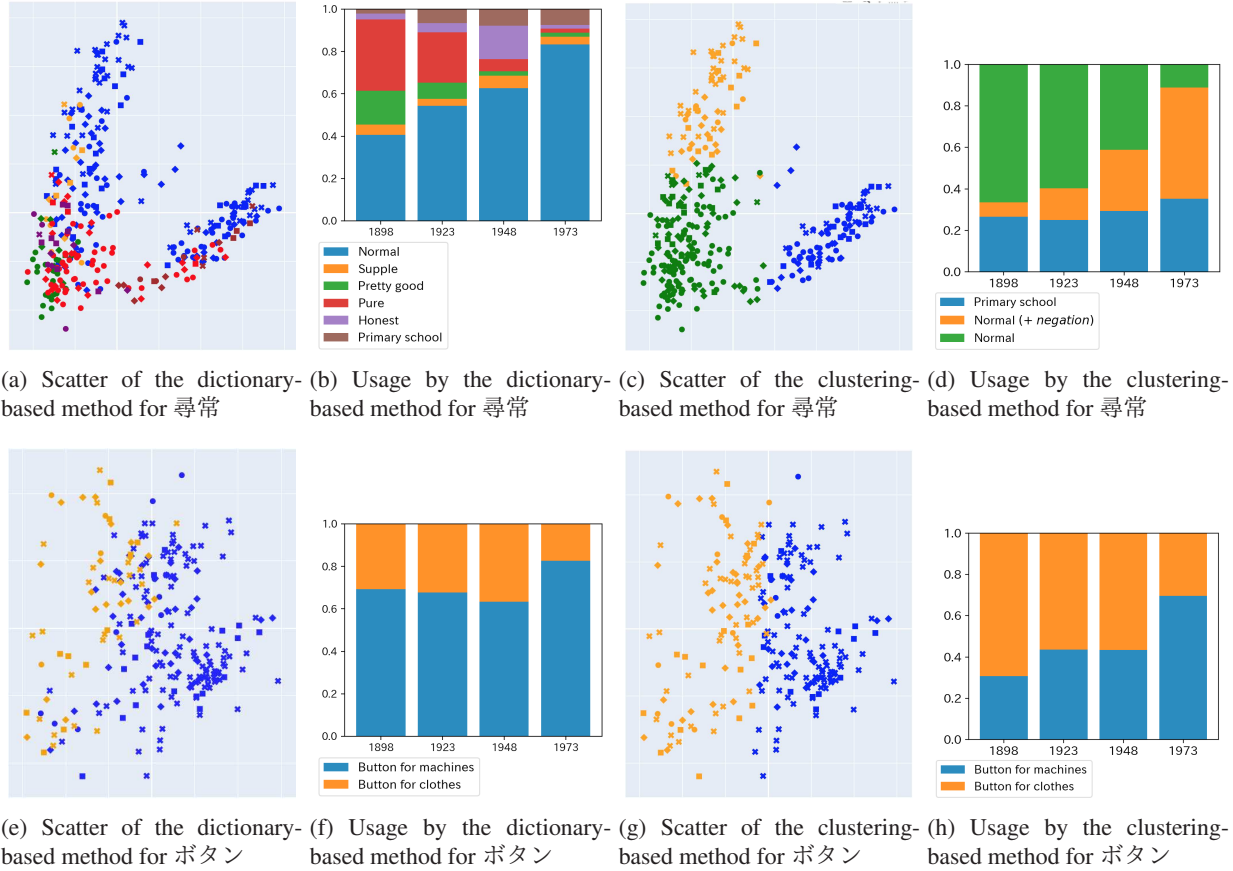 1.0
0.8
0.6
0.4
0.2
0.0
1898 1923 1948 1973
Normal
Supple
Pretty good
Pure
Honest
Primary school
1.0
0.8
0.6
0.4
0.2
0.0
1898 1923 1948 1973
Primary school
Normal (+ negation)
Normal
(a) Scatter of the dictionary-
based method for 尋常
(b) Usage by the dictionary-
based method for 尋常
(c) Scatter of the clustering-
based method for 尋常
(d) Usage by the clustering-
based method for 尋常
1.0
0.8
0.6
0.4
0.2
0.0
1898 1923 1948 1973
Button for machines
Button for clothes
1.0
0.8
0.6
0.4
0.2
0.0
1898 1923 1948 1973
Button for machines
Button for clothes
(e) Scatter of the dictionary-
based method for ボタン
(f) Usage by the dictionary-
based method for ボタン
(g) Scatter of the clustering-
based method for ボタン
(h) Usage by the clustering-
based method for ボタン